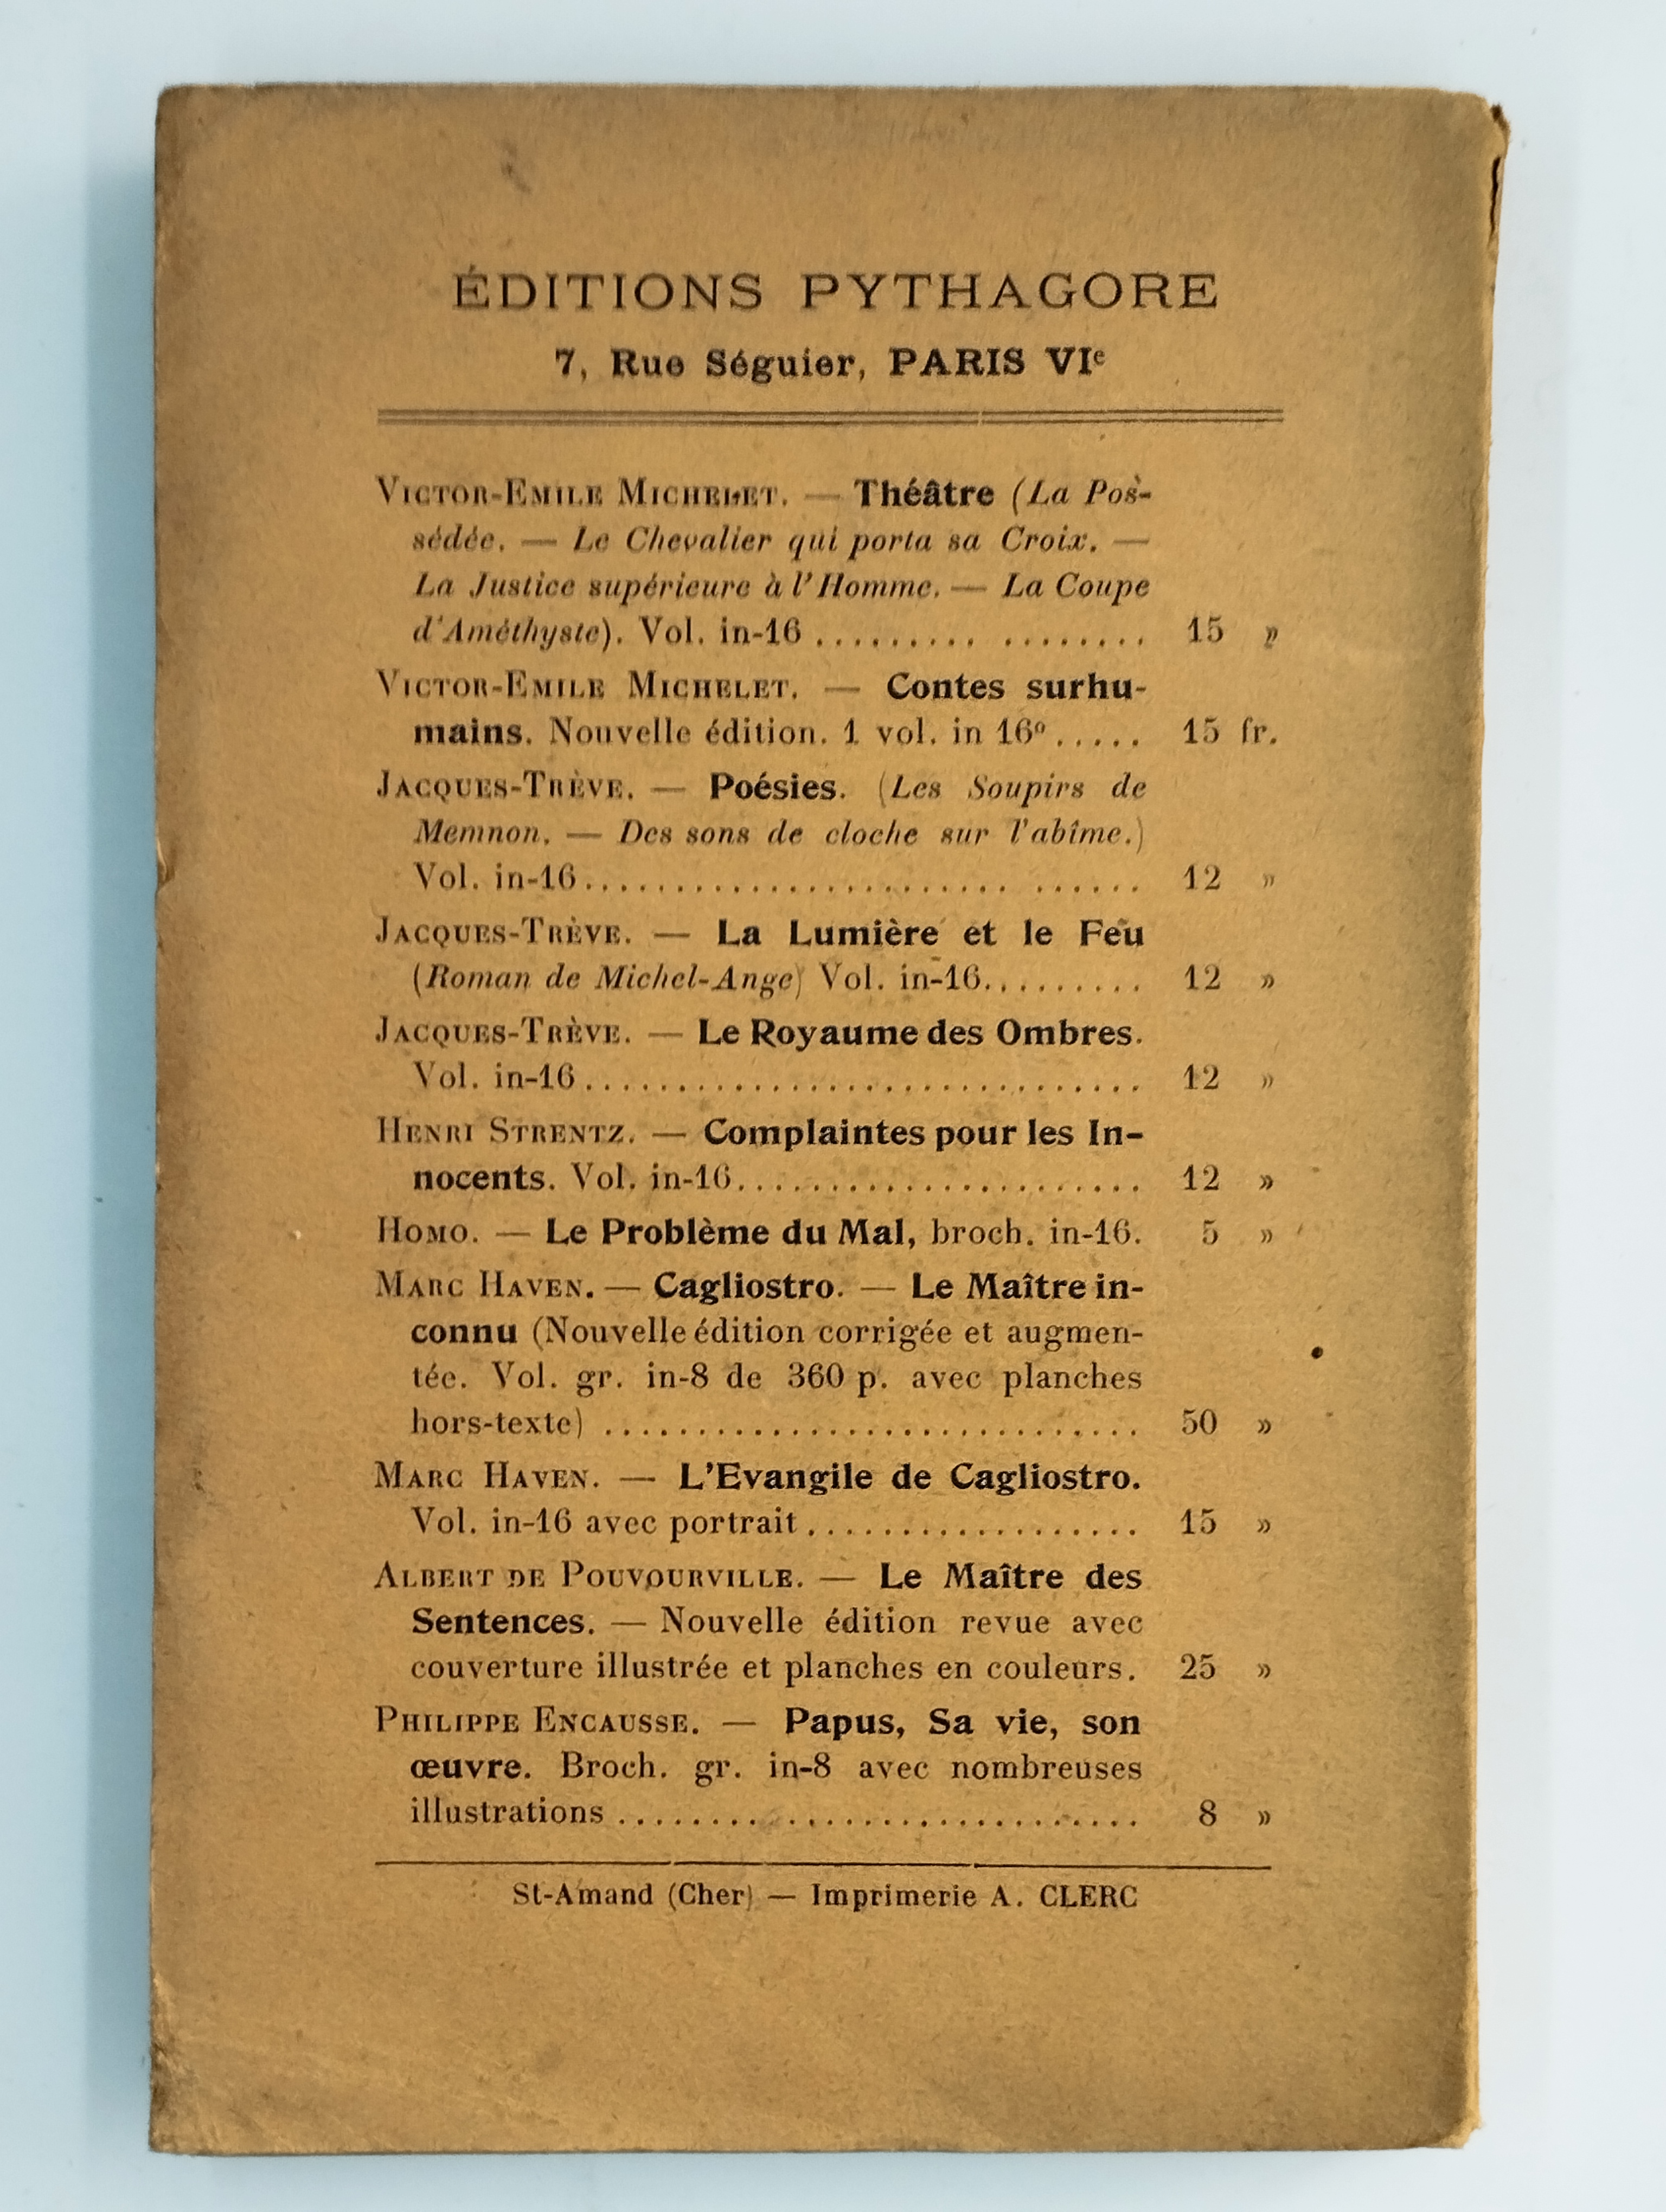 ÉDITIONS PYTHAGORE
7, Rue Séguier, PARIS VIe
VICTOR-EMILE MICHELET. — Théâtre (La Pos-
sédée. — Le Chevalier qui porta sa Croix. —
La Justice supérieure à l'Homme. — La Coupe
d'Améthyste). Vol. in-16 ......... ........ 15 »
VICTOR-EMILE MICHELET. — Contes surhu-
mains. Nouvelle édition. 1 vol. in 16º..... 15 fr.
JACQUES-TRÈVE. — Poésies. (Les Soupirs de
Memnon. — Des sons de cloche sur l'abîme.)
Vol. in-16....................... ...... 12 »
JACQUES-TRÈVE. — La Lumière et le Feu
(Roman de Michel-Ange) Vol. in-16......... 12 »
JACQUES-TRÈVE. — Le Royaume des Ombres.
Vol. in-16.............................. 12 »
HENRI STRENTZ. — Complaintes pour les In-
nocents. Vol. in-16...................... 12 »
HOMO. — Le Problème du Mal, broch. in-16. 5 »
MARC HAVEN. — Cagliostro. — Le Maître in-
connu (Nouvelle édition corrigée et augmen-
tée. Vol. gr. in-8 de 360 p. avec planches
hors-texte) ............................. 50 »
MARC HAVEN. — L'Evangile de Cagliostro.
Vol. in-16 avec portrait.................. 15 »
ALBERT DE POUVOURVILLE. — Le Maître des
Sentences. — Nouvelle édition revue avec
couverture illustrée et planches en couleurs. 25 »
PHILIPPE ENCAUSSE. — Papus, Sa vie, son
œuvre. Broch. gr. in-8 avec nombreuses
illustrations ........ ................... 8 »
St-Amand (Cher) — Imprimerie A. CLERC